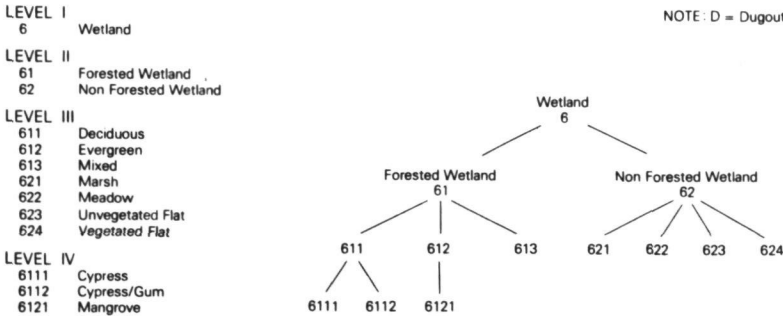 LEVEL I
6 Wetland
LEVEL II
61 Forested Wetland
62 Non Forested Wetland
LEVEL III
611 Deciduous
612 Evergreen
613 Mixed
621 Marsh
622 Meadow
623 Unvegetated Flat
624 Vegetated Flat
LEVEL IV
6111 Cypress
6112 Cypress/Gum
6121 Mangrove
NOTE: D = Dugout
Wetland
6
Forested Wetland
61
Non Forested Wetland
62
611 612 613 621 622 623 624
6111 6112 6121